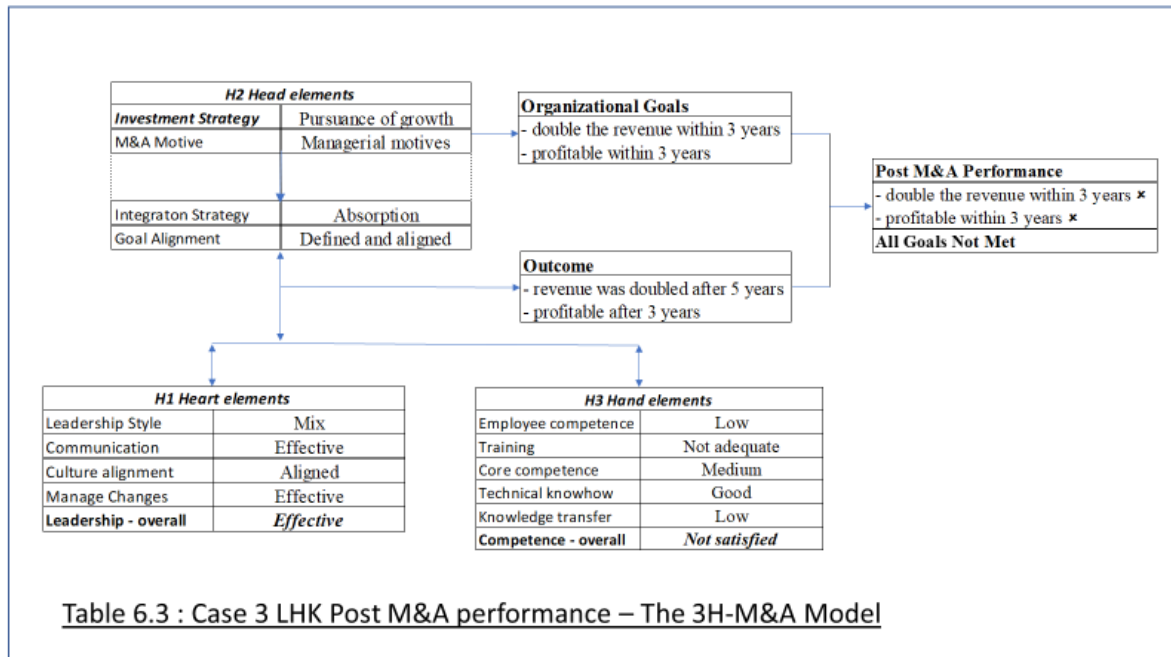 H2 Head elements
Investment Strategy Pursuance of growth
M&A Motive Managerial motives
Integraton Strategy Absorption
Goal Alignment Defined and aligned
Organizational Goals
- double the revenue within 3 years
- profitable within 3 years
Post M&A Performance
- double the revenue within 3 years ×
- profitable within 3 years ×
All Goals Not Met
Outcome
- revenue was doubled after 5 years
- profitable after 3 years
H1 Heart elements
Leadership Style Mix
Communication Effective
Culture alignment Aligned
Manage Changes Effective
Leadership - overall Effective
H3 Hand elements
Employee competence Low
Training Not adequate
Core competence Medium
Technical knowhow Good
Knowledge transfer Low
Competence - overall Not satisfied
Table 6.3 : Case 3 LHK Post M&A performance – The 3H-M&A Model